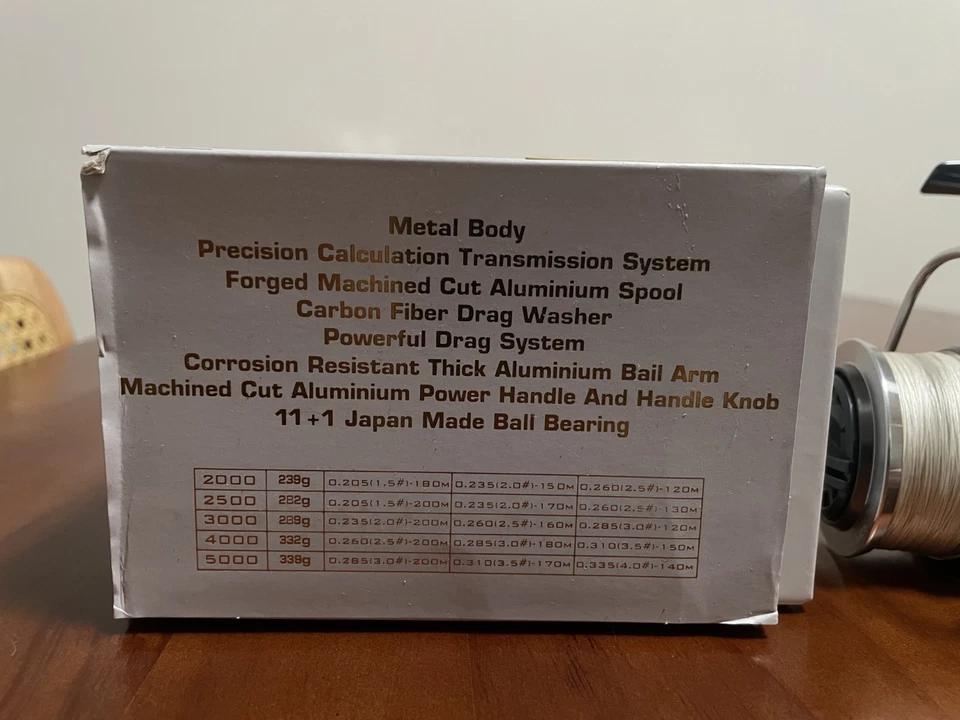 Metal Body
Precision Calculation Transmission System
Forged Machined Cut Aluminium Spool
Carbon Fiber Drag Washer
Powerful Drag System
Corrosion Resistant Thick Aluminium Bail Arm
Machined Cut Aluminium Power Handle And Handle Knob
11+1 Japan Made Ball Bearing
2000 239g 0.205(1.5#)-180M 0.235(2.0#)-150M 0.260(2.5#)-120M
2500 282g 0.205(1.5#)-200M 0.235(2.0#)-170M 0.260(2.5#)-130M
3000 289g 0.235(2.0#)-200M 0.260(2.5#)-160M 0.285(3.0#)-120M
4000 332g 0.260(2.5#)-200M 0.285(3.0#)-180M 0.310(3.5#)-150M
5000 338g 0.285(3.0#)-200M 0.310(3.5#)-170M 0.335(4.0#)-140M